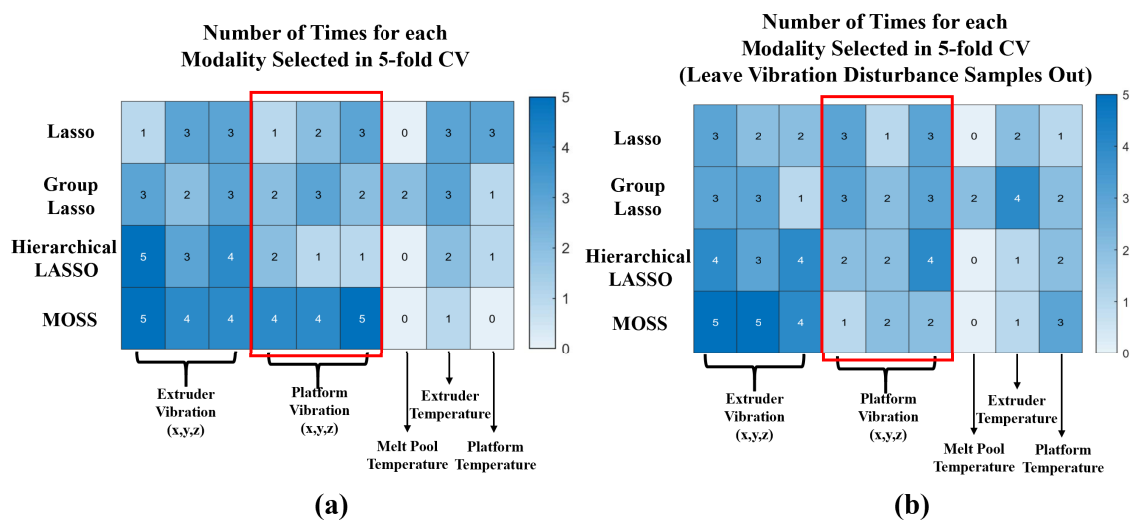 Number of Times for each
Modality Selected in 5-fold CV
Lasso
1 3 3 1 2 3 0 3 3
Group
Lasso
3 2 3 2 3 2 2 3 1
Hierarchical
LASSO
5 3 4 2 1 1 0 2 1
MOSS
5 4 4 4 4 5 0 1 0
5
4
3
2
1
0
Extruder
Vibration
(x,y,z)
Platform
Vibration
(x,y,z)
Extruder
Temperature
Melt Pool
Temperature
Platform
Temperature
(a)
Number of Times for each
Modality Selected in 5-fold CV
(Leave Vibration Disturbance Samples Out)
Lasso
3 2 2 3 1 3 0 2 1
Group
Lasso
3 3 1 3 2 3 2 4 2
Hierarchical
LASSO
4 3 4 2 2 4 0 1 2
MOSS
5 5 4 1 2 2 0 1 3
5
4
3
2
1
0
Extruder
Vibration
(x,y,z)
Platform
Vibration
(x,y,z)
Extruder
Temperature
Melt Pool
Temperature
Platform
Temperature
(b)